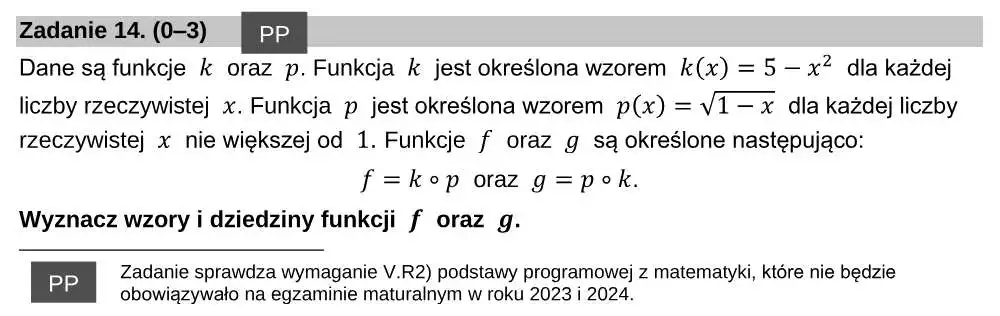 Zadanie 14. (0–3) PP
Dane są funkcje k oraz p. Funkcja k jest określona wzorem k(x) = 5 − x² dla każdej
liczby rzeczywistej x. Funkcja p jest określona wzorem p(x) = √(1 − x) dla każdej liczby
rzeczywistej x nie większej od 1. Funkcje f oraz g są określone następująco:
f = k ∘ p oraz g = p ∘ k.
Wyznacz wzory i dziedziny funkcji f oraz g.
PP Zadanie sprawdza wymaganie V.R2) podstawy programowej z matematyki, które nie będzie
obowiązywało na egzaminie maturalnym w roku 2023 i 2024.